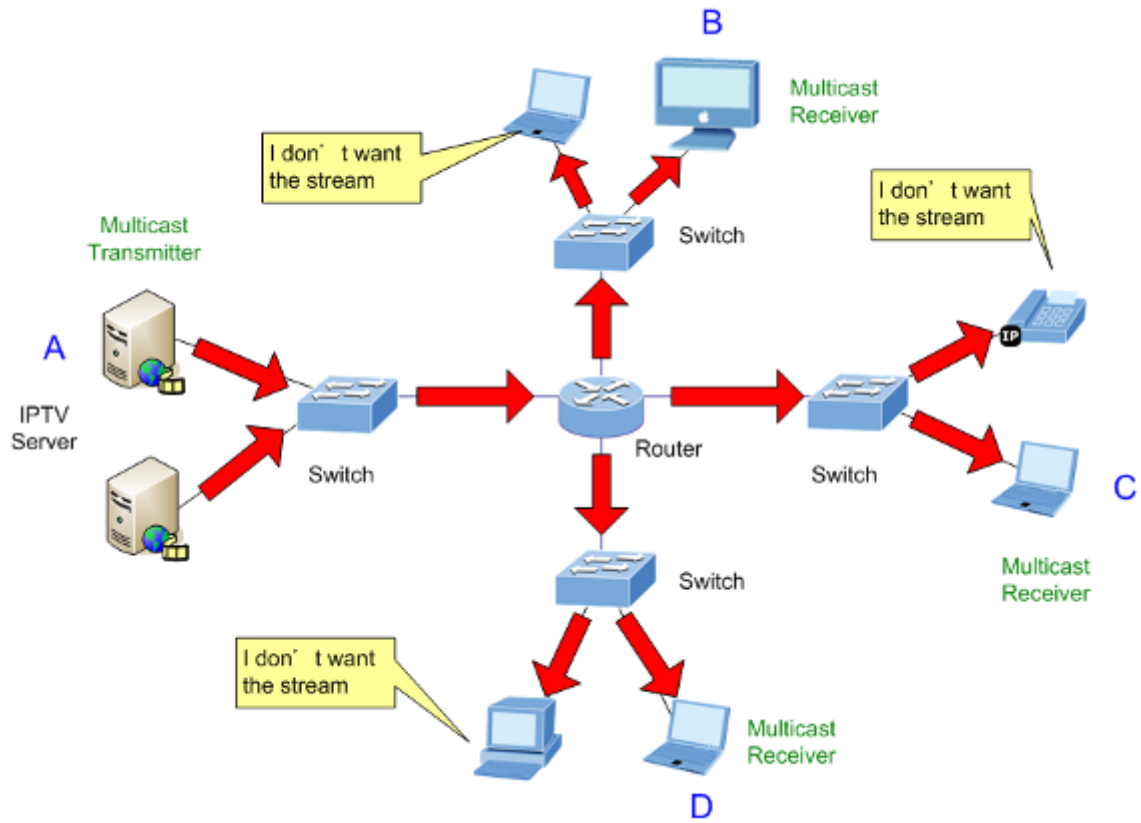 B
Multicast
Receiver
I don’ t want
the stream
I don’ t want
the stream
Switch
Multicast
Transmitter
A
IP
IPTV
Server
Switch
Router
Switch
C
Switch
Multicast
Receiver
I don’ t want
the stream
Multicast
Receiver
D